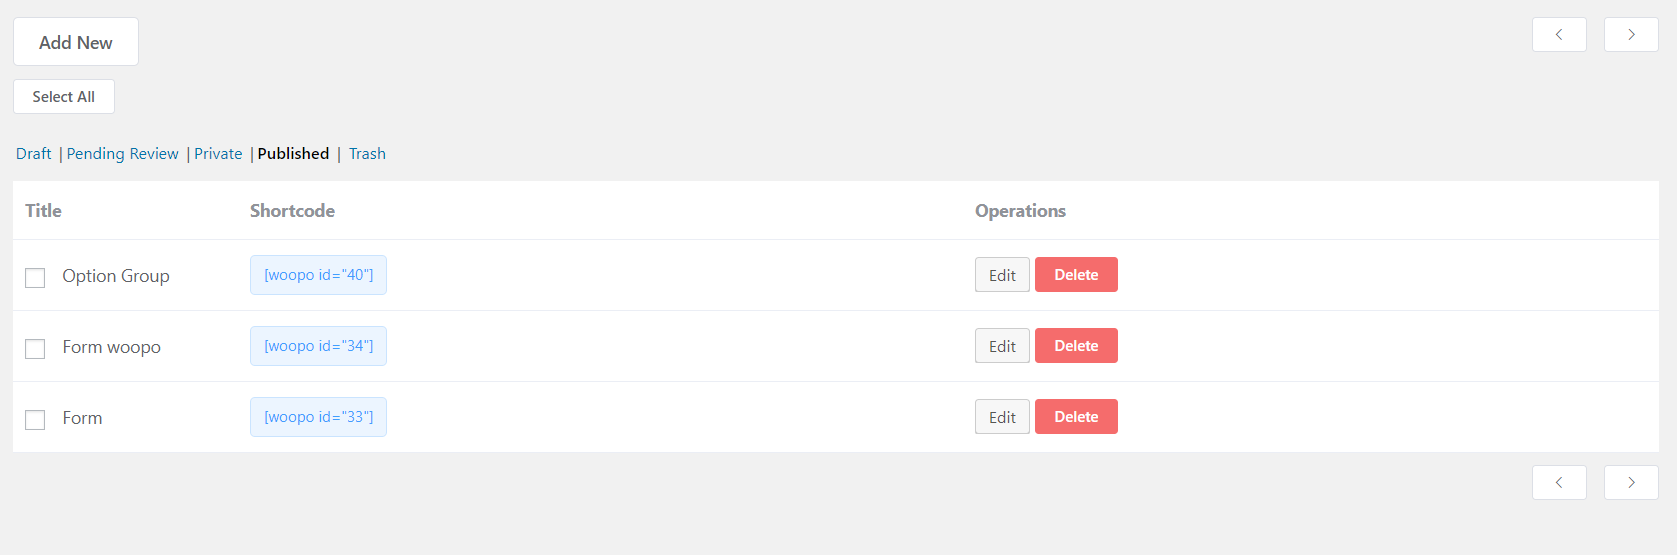 Add New
Select All
Draft | Pending Review | Private | Published | Trash
Title Shortcode Operations
Option Group [woopo id="40"] Edit Delete
Form woopo [woopo id="34"] Edit Delete
Form [woopo id="33"] Edit Delete